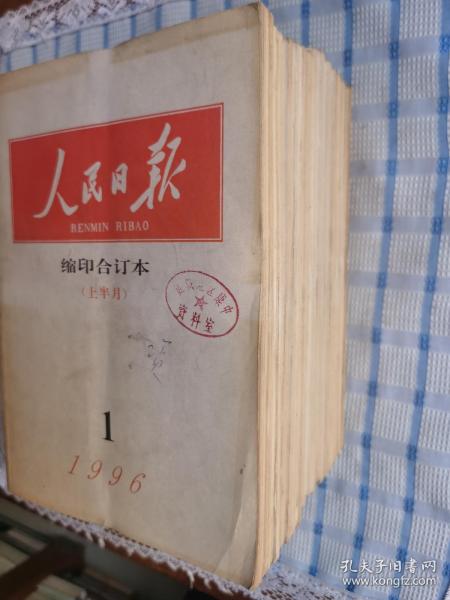 人民日报
RENMIN RIBAO
缩印合订本
(上半月)
资料室
1
1996
孔夫子旧书网
www.kongfz.com